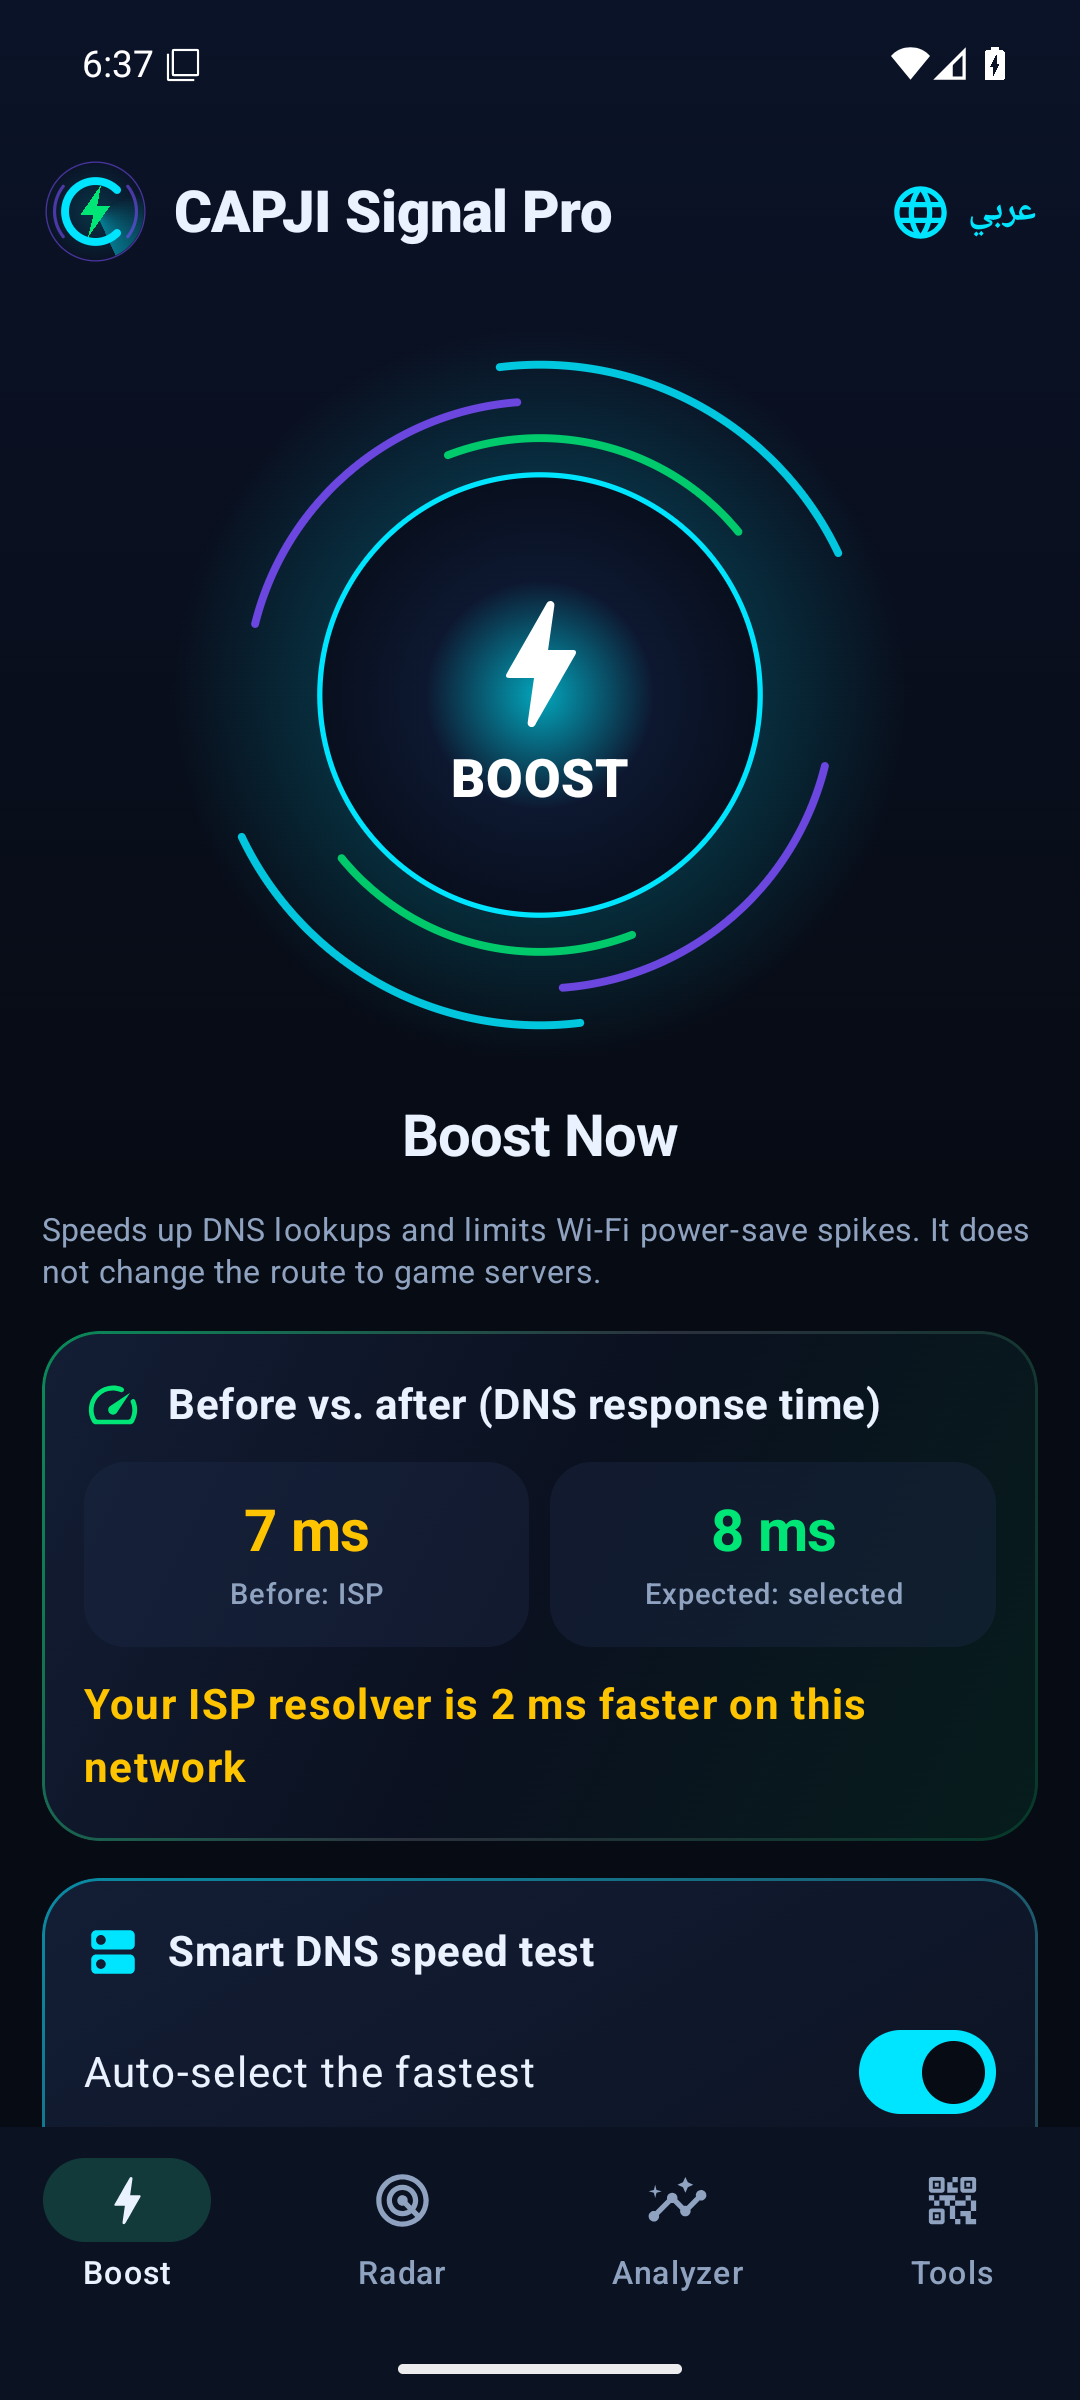 6:37
CAPJI Signal Pro
عربي
BOOST
Boost Now
Speeds up DNS lookups and limits Wi-Fi power-save spikes. It does
not change the route to game servers.
Before vs. after (DNS response time)
7 ms
Before: ISP
8 ms
Expected: selected
Your ISP resolver is 2 ms faster on this
network
Smart DNS speed test
Auto-select the fastest
Boost
Radar
Analyzer
Tools